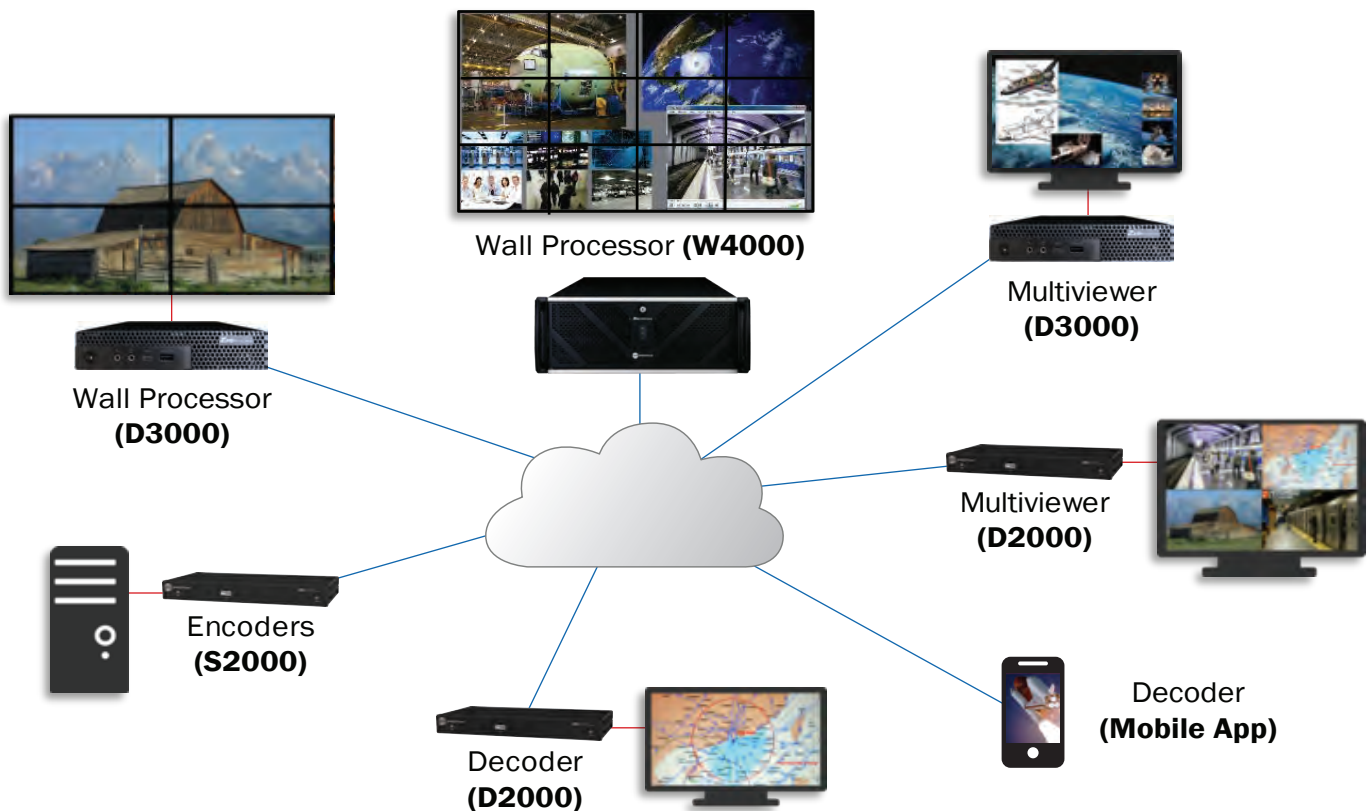 Wall Processor (W4000)
Multiviewer
(D3000)
Wall Processor
(D3000)
Multiviewer
(D2000)
Encoders
(S2000)
Decoder
(Mobile App)
Decoder
(D2000)